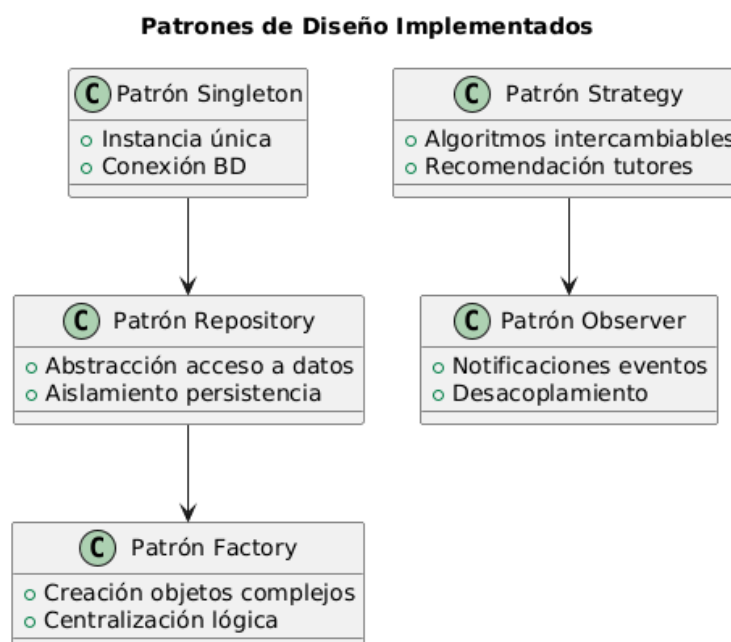 Patrones de Diseño Implementados
C Patrón Singleton
Instancia única
Conexión BD
C Patrón Strategy
Algoritmos intercambiables
Recomendación tutores
C Patrón Repository
Abstracción acceso a datos
Aislamiento persistencia
C Patrón Observer
Notificaciones eventos
Desacoplamiento
C Patrón Factory
Creación objetos complejos
Centralización lógica